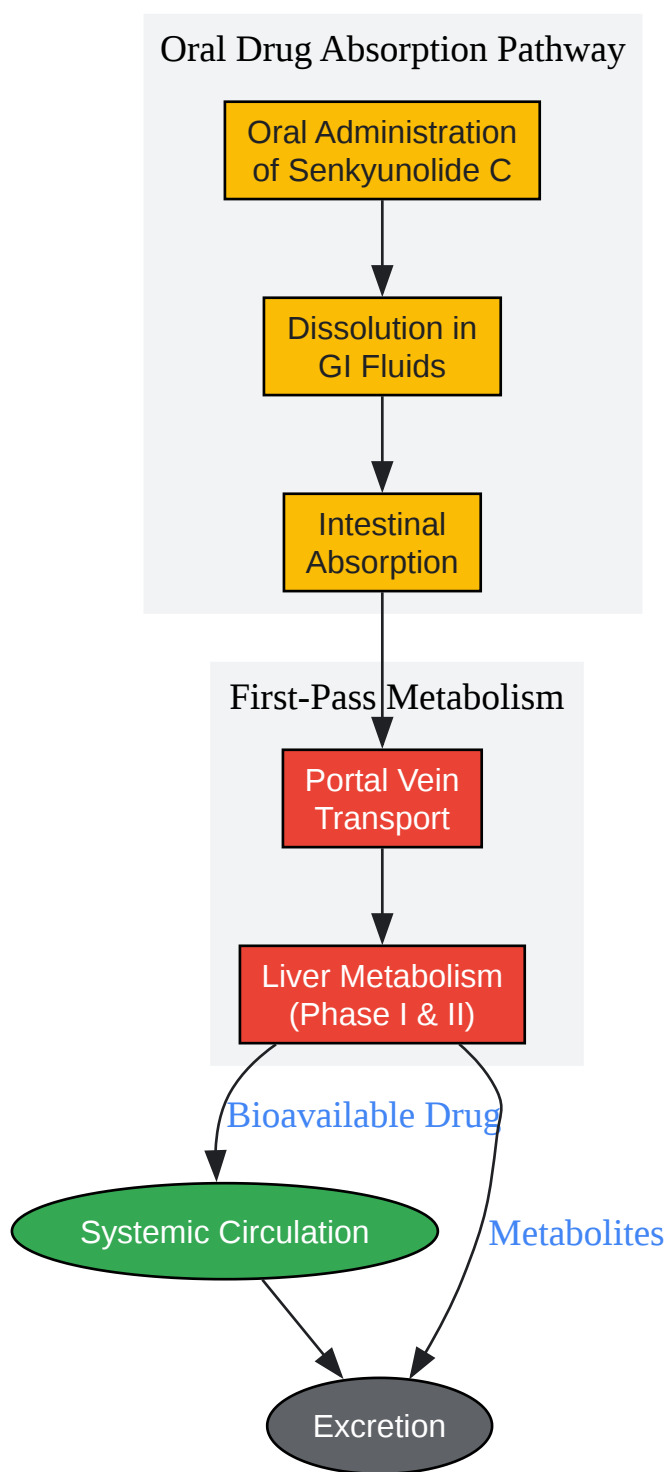 Oral Drug Absorption Pathway
Oral Administration
of Senkyunolide C
Dissolution in
GI Fluids
Intestinal
Absorption
First-Pass Metabolism
Portal Vein
Transport
Liver Metabolism
(Phase I & II)
Bioavailable Drug
Systemic Circulation
Metabolites
Excretion